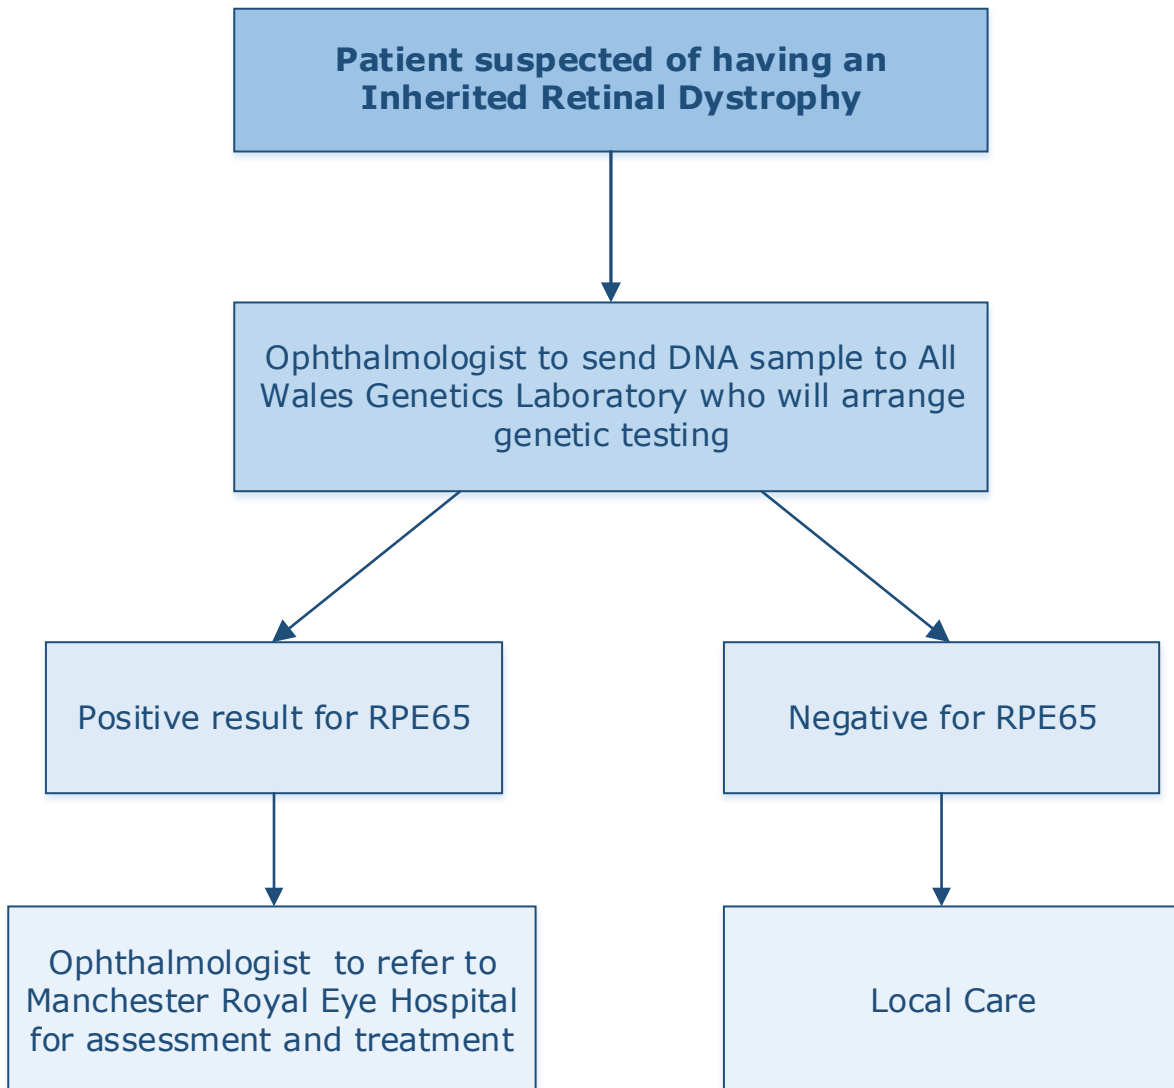 Patient suspected of having an
Inherited Retinal Dystrophy
Ophthalmologist to send DNA sample to All
Wales Genetics Laboratory who will arrange
genetic testing
Positive result for RPE65
Negative for RPE65
Ophthalmologist to refer to
Manchester Royal Eye Hospital
for assessment and treatment
Local Care